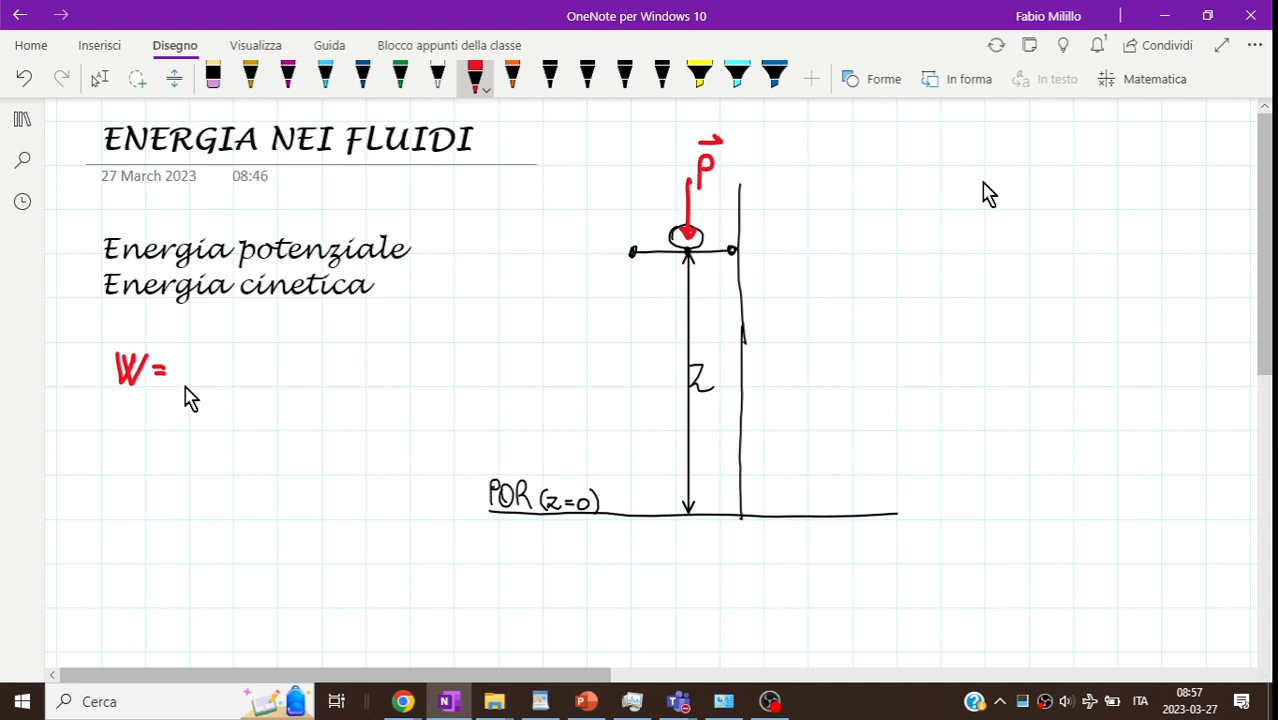 OneNote per Windows 10
Fabio Milillo
Home
Inserisci
Disegno
Visualizza
Guida
Blocco appunti della classe
Condividi
Forme
In forma
In testo
Matematica
ENERGIA NEI FLUIDI
27 March 2023 08:46
P
Energia potenziale
Energia cinetica
W =
Z
POR (z=0)
Cerca
ITA
08:57
2023-03-27